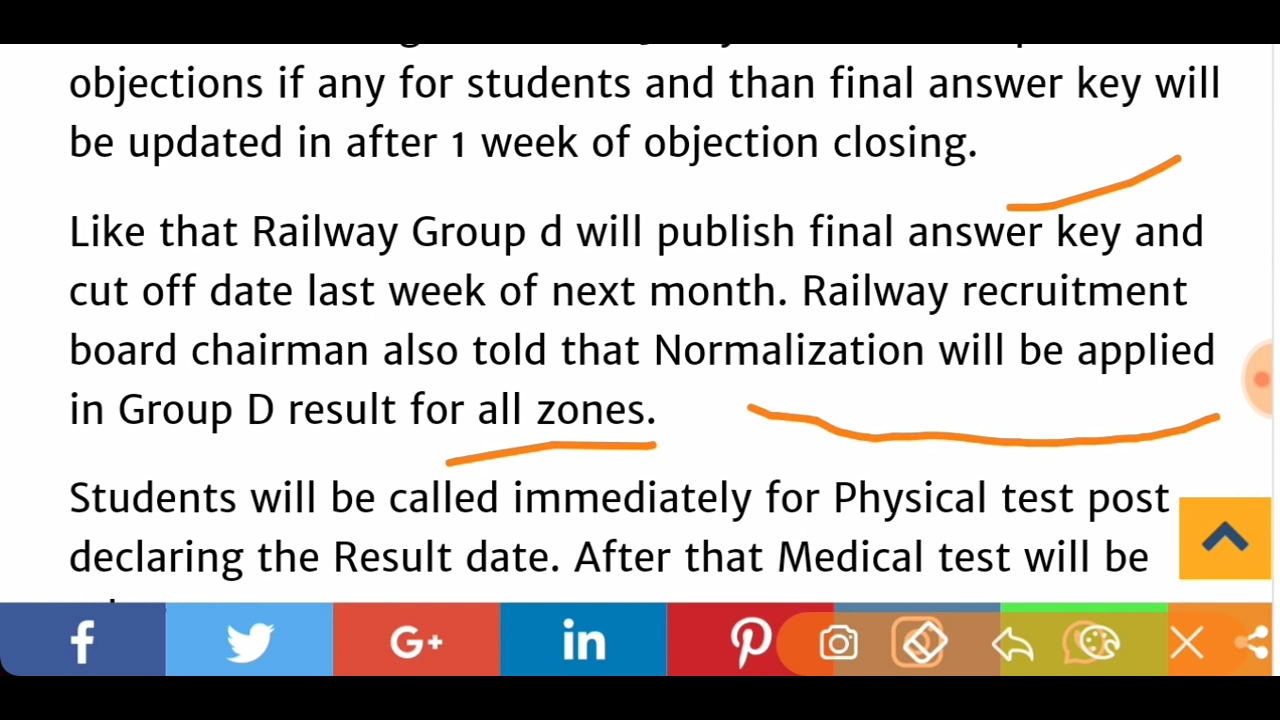 objections if any for students and than final answer key will
be updated in after 1 week of objection closing.
Like that Railway Group d will publish final answer key and
cut off date last week of next month. Railway recruitment
board chairman also told that Normalization will be applied
in Group D result for all zones.
Students will be called immediately for Physical test post
declaring the Result date. After that Medical test will be
f G+ in